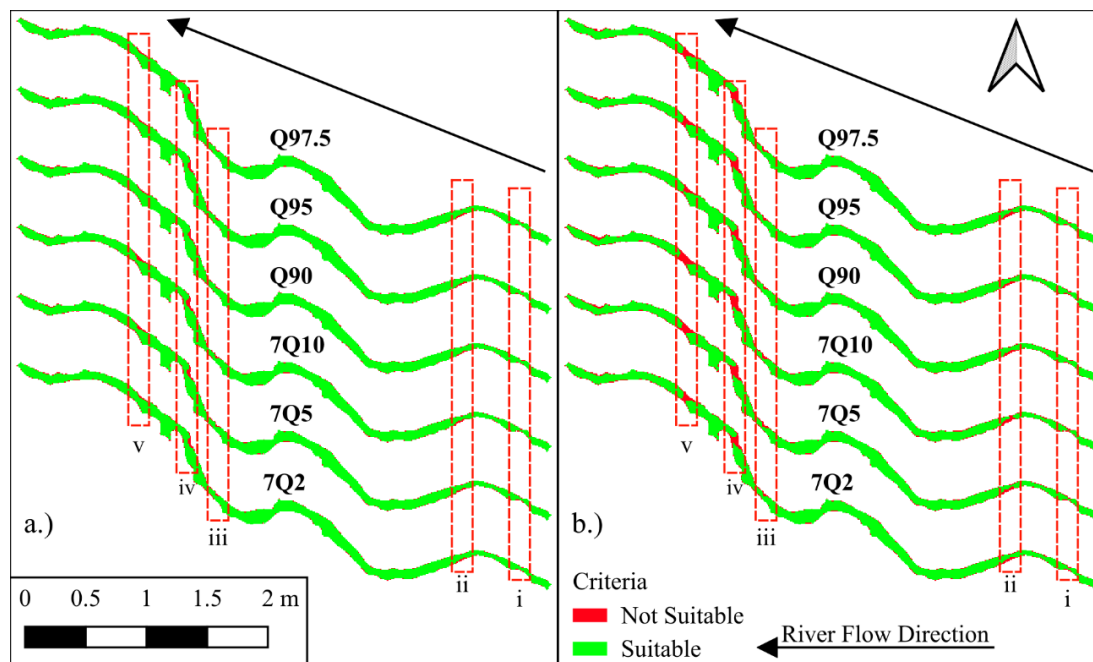 Q97.5
Q95
Q90
7Q10
7Q5
7Q2
v
iv
iii
ii
i
a.)
0 0.5 1 1.5 2 m
Q97.5
Q95
Q90
7Q10
7Q5
7Q2
v
iv
iii
ii
i
b.)
Criteria
Not Suitable
Suitable
River Flow Direction